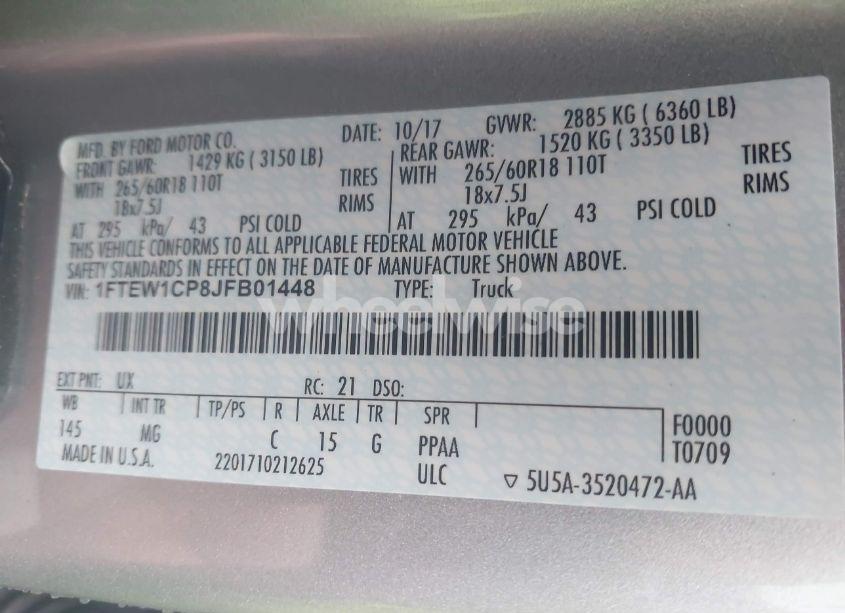 MFD. BY FORD MOTOR CO. DATE: 10/17 GVWR: 2885 KG ( 6360 LB)
FRONT GAWR: 1429 KG ( 3150 LB) REAR GAWR: 1520 KG ( 3350 LB)
WITH 265/60R18 110T TIRES WITH 265/60R18 110T TIRES
18x7.5J RIMS 18x7.5J RIMS
AT 295 kPa/ 43 PSI COLD AT 295 kPa/ 43 PSI COLD
THIS VEHICLE CONFORMS TO ALL APPLICABLE FEDERAL MOTOR VEHICLE
SAFETY STANDARDS IN EFFECT ON THE DATE OF MANUFACTURE SHOWN ABOVE.
VIN: 1FTEW1CP8JFB01448 TYPE: Truck
wheelwise
EXT PNT: UX RC: 21 DSO:
WB INT TR TP/PS R AXLE TR SPR F0000
145 MG C 15 G PPAA T0709
MADE IN U.S.A. 2201710212625 ULC ▽ 5U5A-3520472-AA